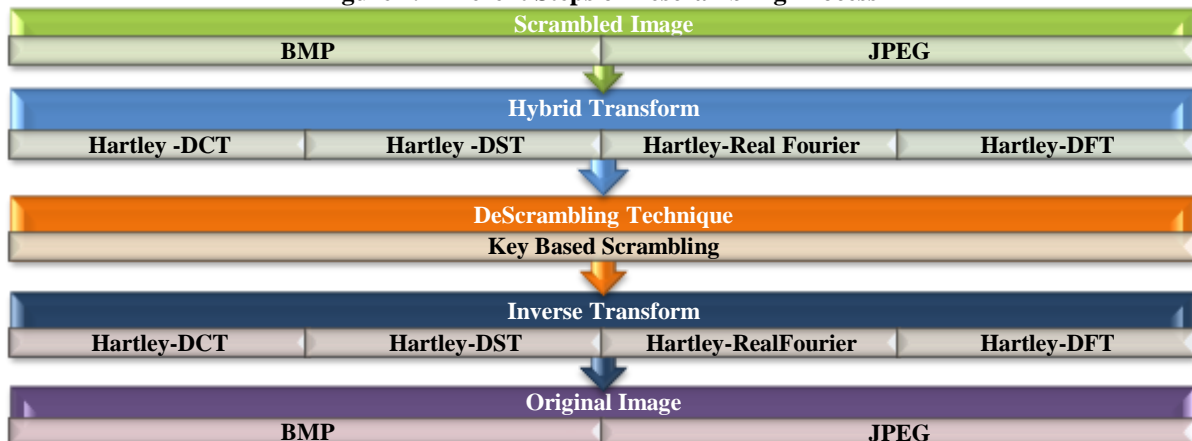 Scrambled Image
BMP JPEG
Hybrid Transform
Hartley -DCT Hartley -DST Hartley-Real Fourier Hartley-DFT
DeScrambling Technique
Key Based Scrambling
Inverse Transform
Hartley-DCT Hartley-DST Hartley-RealFourier Hartley-DFT
Original Image
BMP JPEG